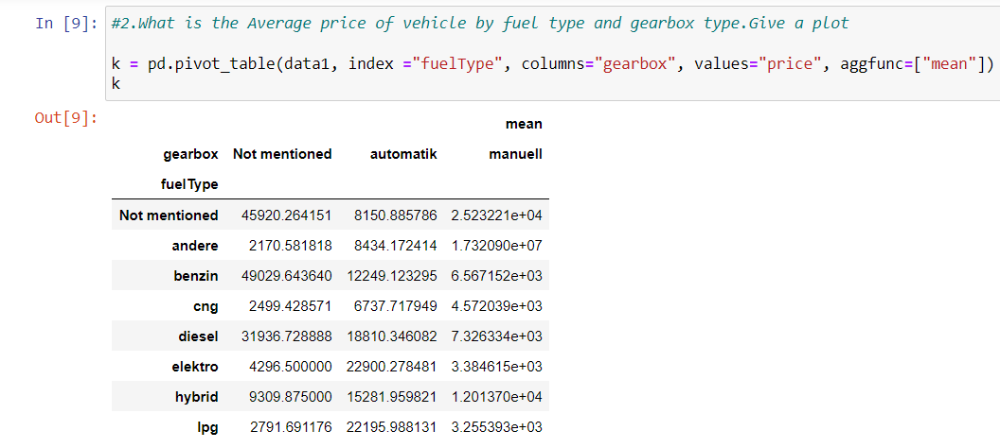 In [9]: #2.What is the Average price of vehicle by fuel type and gearbox type.Give a plot
k = pd.pivot_table(data1, index ="fuelType", columns="gearbox", values="price", aggfunc=["mean"])
k
Out[9]:
mean
gearbox Not mentioned automatik manuell
fuelType
Not mentioned 45920.264151 8150.885786 2.523221e+04
andere 2170.581818 8434.172414 1.732090e+07
benzin 49029.643640 12249.123295 6.567152e+03
cng 2499.428571 6737.717949 4.572039e+03
diesel 31936.728888 18810.346082 7.326334e+03
elektro 4296.500000 22900.278481 3.384615e+03
hybrid 9309.875000 15281.959821 1.201370e+04
lpg 2791.691176 22195.988131 3.255393e+03